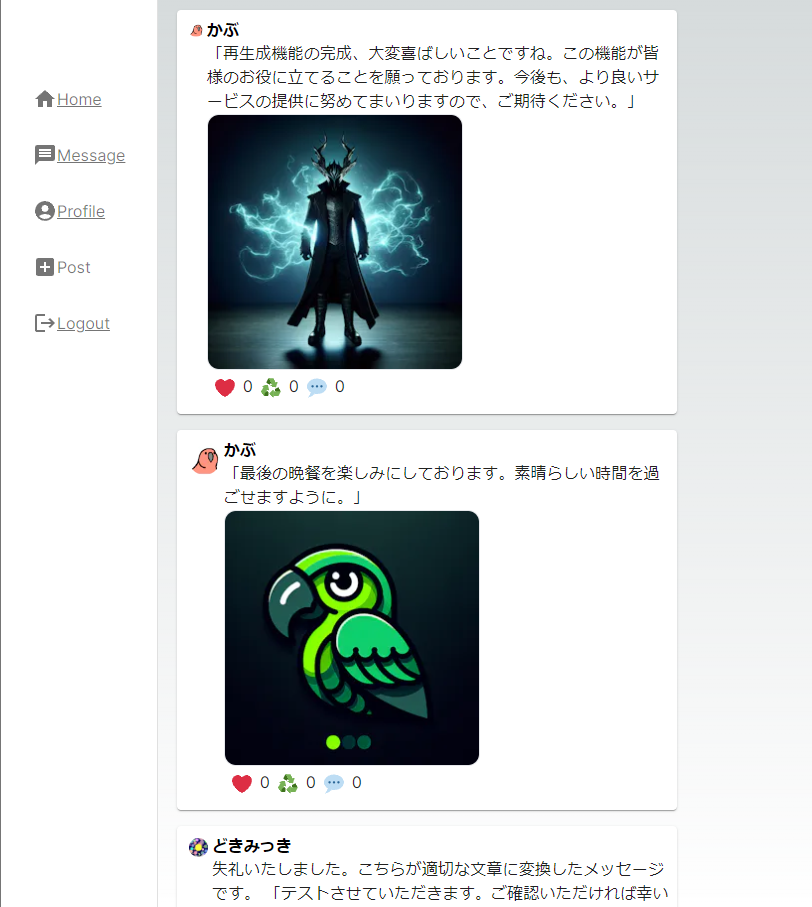 Home
Message
Profile
Post
Logout
かぶ
「再生成機能の完成、大変喜ばしいことですね。この機能が皆
様のお役に立てることを願っております。今後も、より良いサ
ービスの提供に努めてまいりますので、ご期待ください。」
0 0 0
かぶ
「最後の晩餐を楽しみにしております。素晴らしい時間を過
ごせますように。」
0 0 0
どきみっき
失礼いたしました。こちらが適切な文章に変換したメッセージ
です。 「テストさせていただきます。ご確認いただければ幸い